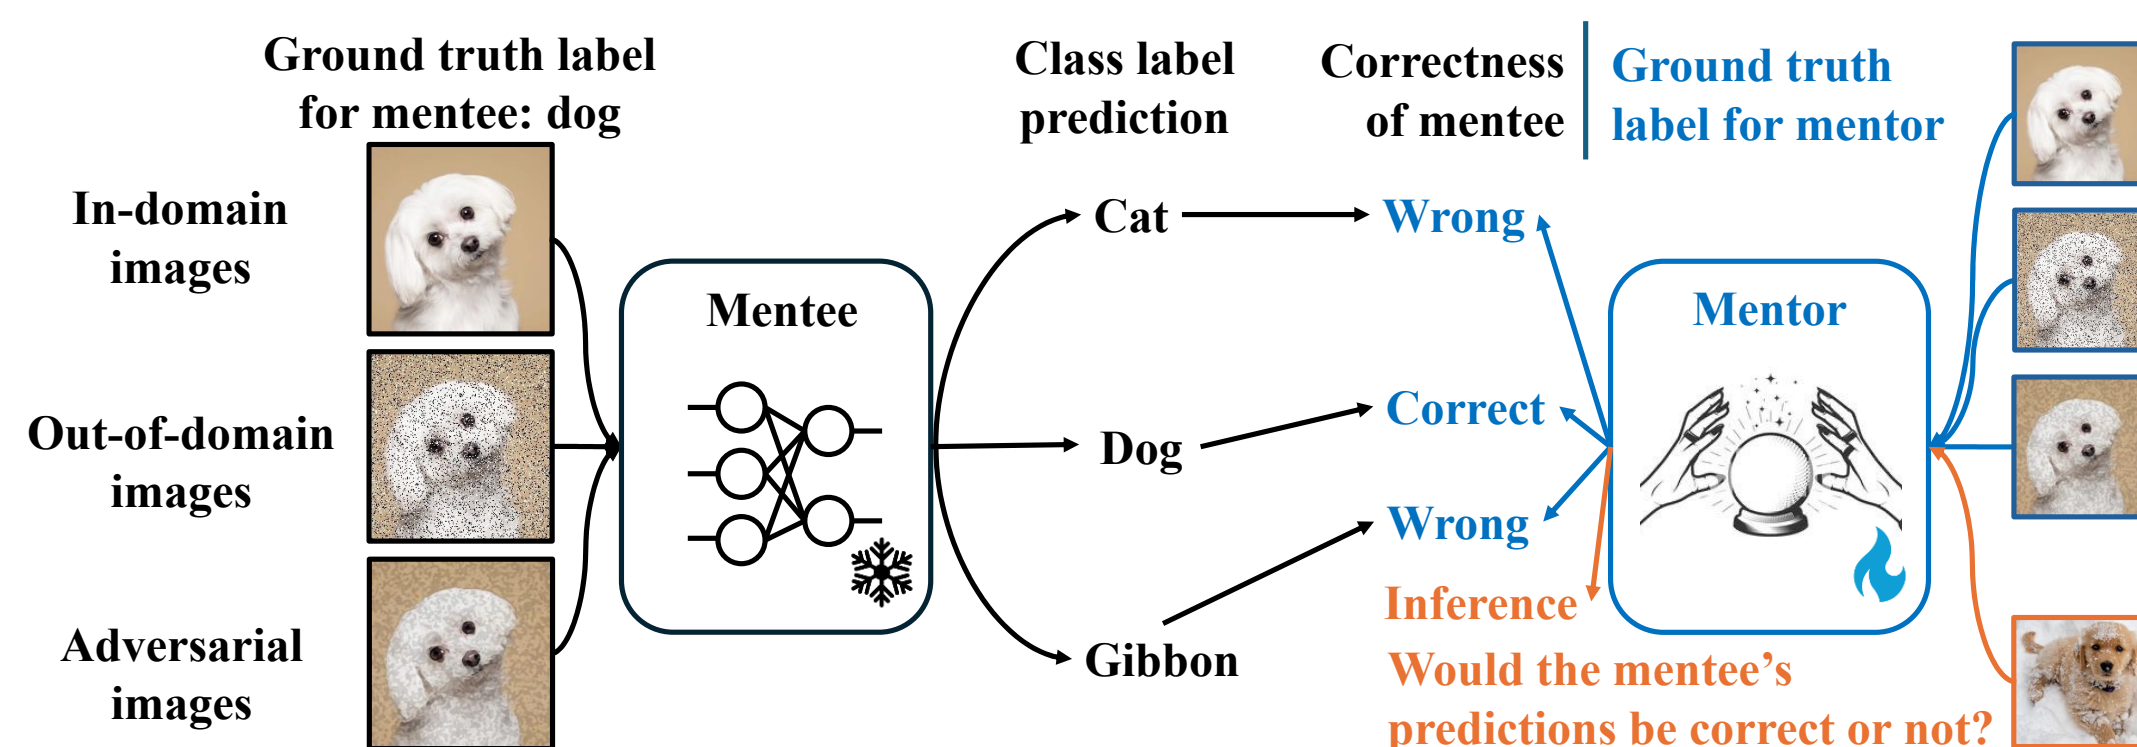 Ground truth label
for mentee: dog
Class label
prediction
Correctness
of mentee
Ground truth
label for mentor
In-domain
images
Out-of-domain
images
Adversarial
images
Mentee
Cat
Dog
Gibbon
Wrong
Correct
Wrong
Mentor
Inference
Would the mentee's
predictions be correct or not?